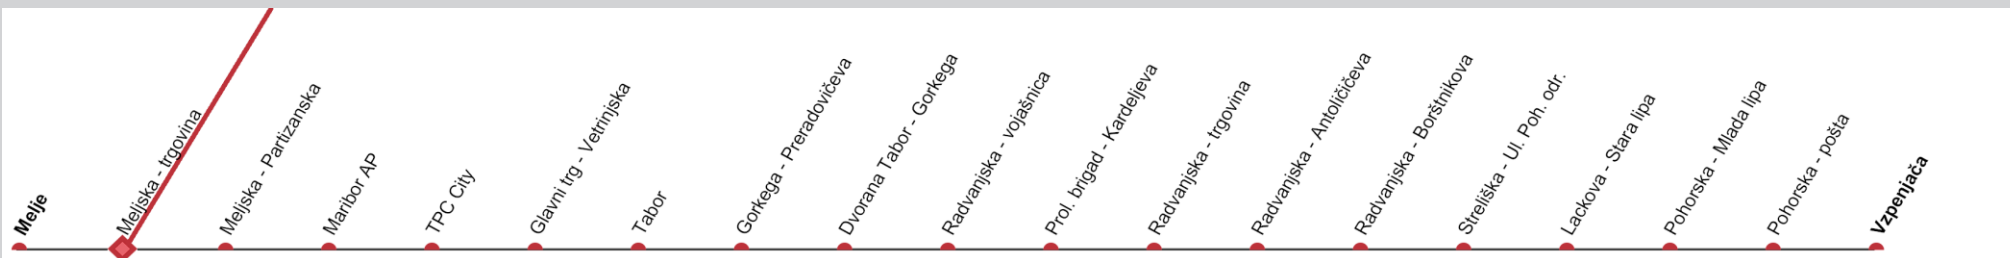 Melje
Meljska - trgovina
Meljska - Partizanska
Maribor AP
TPC City
Glavni trg - Vetrinjska
Tabor
Gorkega - Preradovičeva
Dvorana Tabor - Gorkega
Radvanjska - vojašnica
Prol. brigad - Kardeljeva
Radvanjska - trgovina
Radvanjska - Antoličičeva
Radvanjska - Borštnikova
Streliška - Ul. Poh. odr.
Lackova - Stara lipa
Pohorska - Mlada lipa
Pohorska - pošta
Vzpenjača